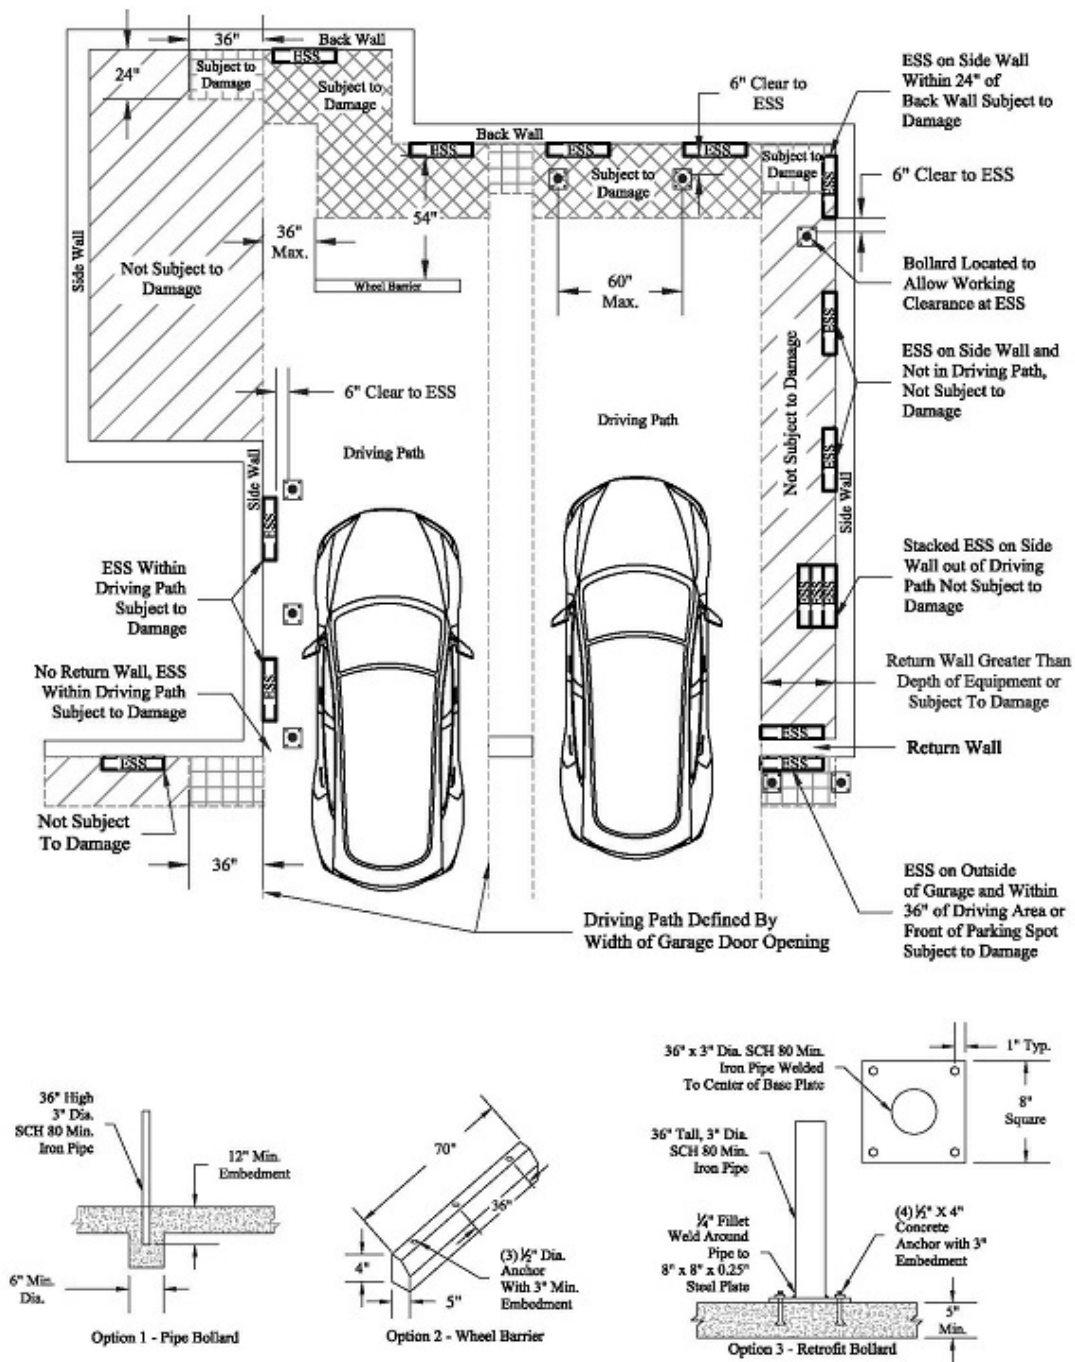 36"
Back Wall
ESS
24"
Subject to
Damage
Subject to
Damage
6" Clear to
ESS
ESS on Side Wall
Within 24" of
Back Wall Subject to
Damage
Back Wall
ESS
ESS
ESS
Subject to
Damage
Subject to
Damage
ESS
6" Clear to ESS
54"
36"
Max.
Side Wall
Not Subject to
Damage
Wheel Barrier
60"
Max.
Bollard Located to
Allow Working
Clearance at ESS
ESS
ESS on Side Wall and
Not in Driving Path,
Not Subject to
Damage
6" Clear to ESS
Not Subject to Damage
Driving Path
Driving Path
ESS
Side Wall
Side Wall
ESS
ESS Within
Driving Path
Subject to
Damage
Stacked ESS on Side
Wall out of Driving
Path Not Subject to
Damage
ESS
ESS
ESS
No Return Wall, ESS
Within Driving Path
Subject to Damage
ESS
Return Wall Greater Than
Depth of Equipment or
Subject To Damage
ESS
Return Wall
ESS
ESS
Not Subject
To Damage
36"
ESS on Outside
of Garage and Within
36" of Driving Area or
Front of Parking Spot
Subject to Damage
Driving Path Defined By
Width of Garage Door Opening
36" High
3" Dia.
SCH 80 Min.
Iron Pipe
12" Min.
Embedment
6" Min.
Dia.
Option 1 - Pipe Bollard
70"
36"
4"
5"
(3) ½" Dia.
Anchor
With 3" Min.
Embedment
Option 2 - Wheel Barrier
36" x 3" Dia. SCH 80 Min.
Iron Pipe Welded
To Center of Base Plate
1" Typ.
8"
Square
36" Tall, 3" Dia.
SCH 80 Min.
Iron Pipe
¼" Fillet
Weld Around
Pipe to
8" x 8" x 0.25"
Steel Plate
(4) ½" X 4"
Concrete
Anchor with 3"
Embedment
5"
Min.
Option 3 - Retrofit Bollard